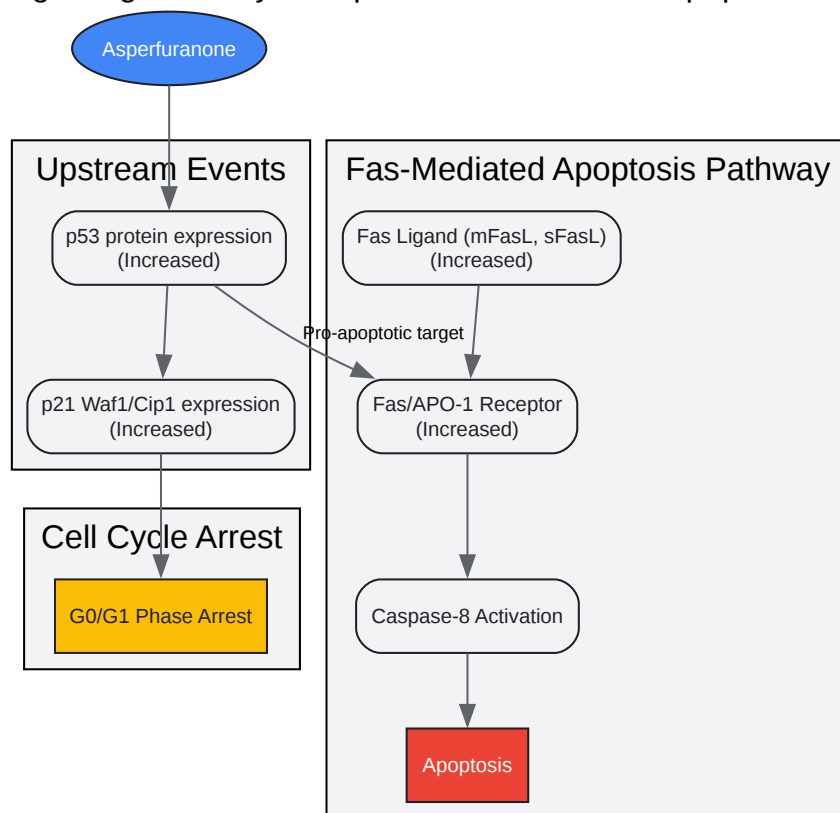 Asperfuranone
Upstream Events
p53 protein expression
(Increased)
p21 Waf1/Cip1 expression
(Increased)
Cell Cycle Arrest
G0/G1 Phase Arrest
Pro-apoptotic target
Fas-Mediated Apoptosis Pathway
Fas Ligand (mFasL, sFasL)
(Increased)
Fas/APO-1 Receptor
(Increased)
Caspase-8 Activation
Apoptosis